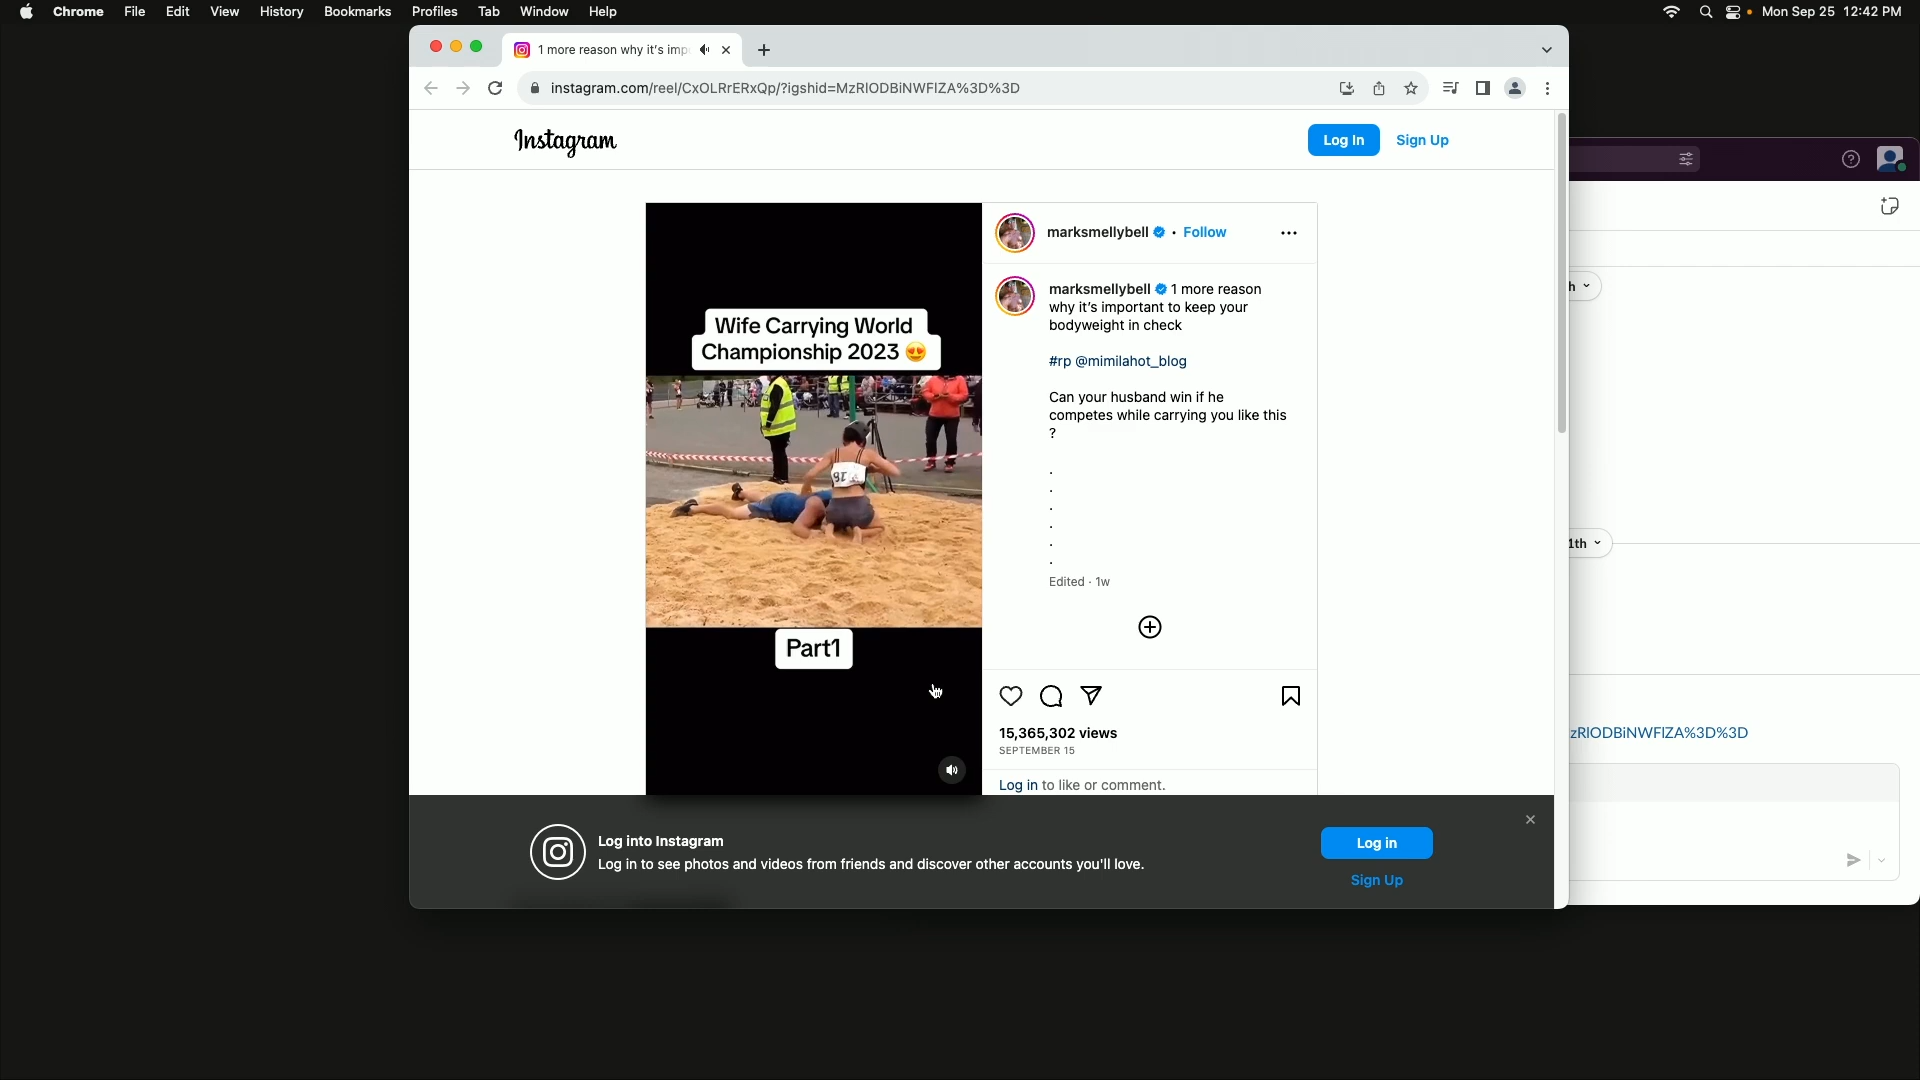 Chrome File Edit View History Bookmarks Profiles Tab Window Help
Mon Sep 25 12:42 PM
1 more reason why it's imp
instagram.com/reel/CxOLRrERxQp/?igshid=MzRlODBiNWFlZA%3D%3D
Instagram
Log In
Sign Up
Wife Carrying World
Championship 2023 😍
Part1
marksmellybell • Follow
marksmellybell 1 more reason
why it's important to keep your
bodyweight in check
#rp @mimilahot_blog
Can your husband win if he
competes while carrying you like this
?
.
.
.
.
.
.
Edited · 1w
15,365,302 views
SEPTEMBER 15
Log in to like or comment.
Log into Instagram
Log in to see photos and videos from friends and discover other accounts you'll love.
Log in
Sign Up
h
1th
zRlODBiNWFlZA%3D%3D